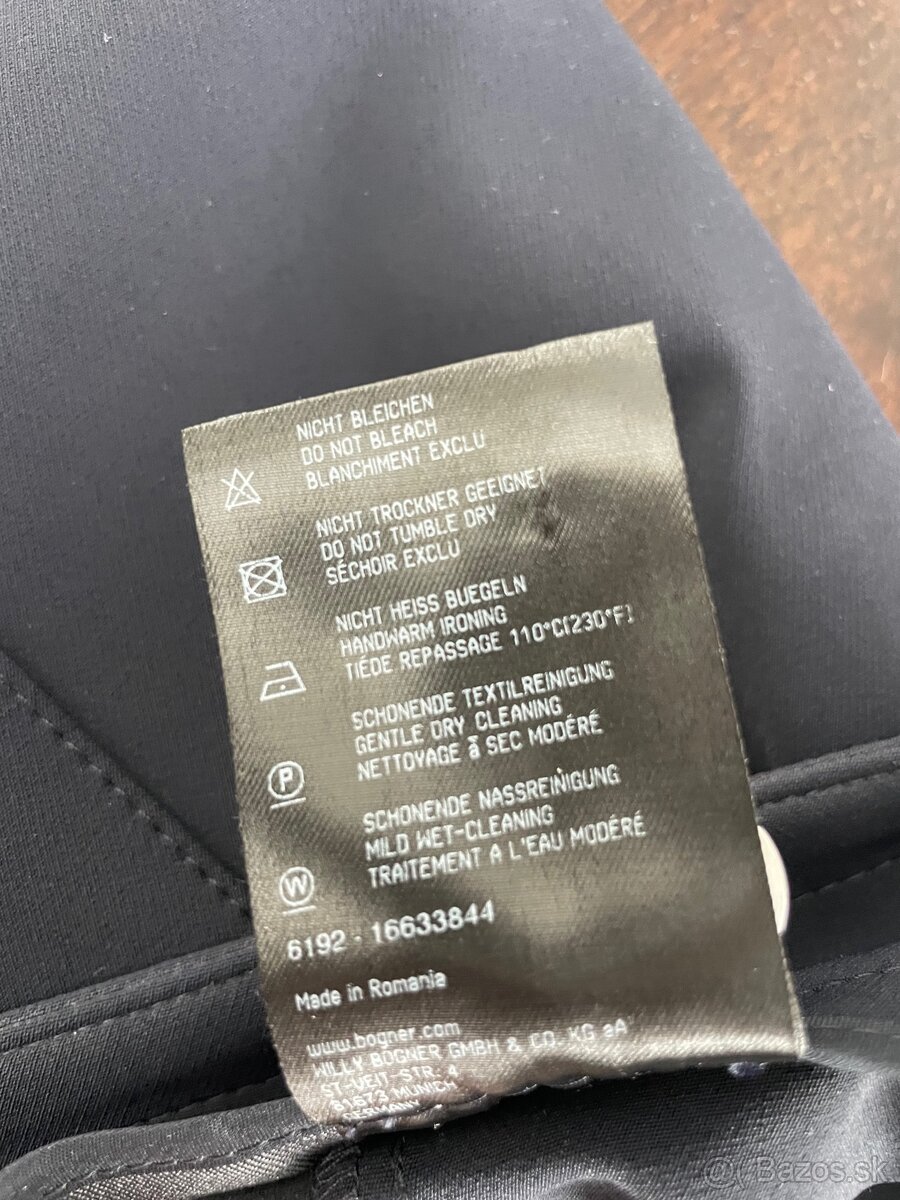 NICHT BLEICHEN
DO NOT BLEACH
BLANCHIMENT EXCLU
NICHT TROCKNER GEEIGNET
DO NOT TUMBLE DRY
SÉCHOIR EXCLU
NICHT HEISS BUEGELN
HANDWARM IRONING
TIÉDE REPASSAGE 110°C[230°F]
SCHONENDE TEXTILREINIGUNG
GENTLE DRY CLEANING
NETTOYAGE à SEC MODÉRÉ
P
SCHONENDE NASSREINIGUNG
MILD WET-CLEANING
TRAITEMENT A L'EAU MODÉRÉ
W
6192 - 16633844
Made in Romania
www.bogner.com
WILLY BOGNER GMBH & CO. KG aA
ST-VEIT-STR. 4
81673 MUNICH
GERMANY
Bazos.sk